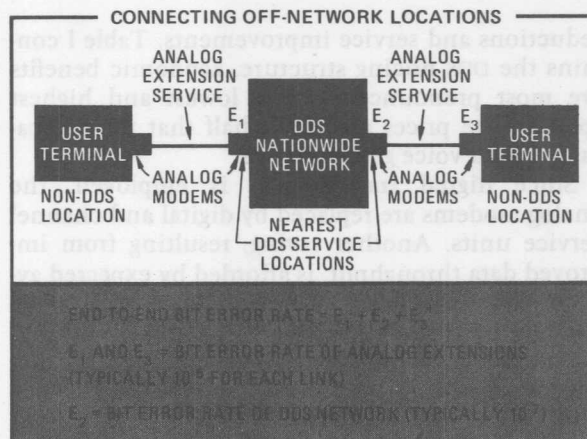 CONNECTING OFF-NETWORK LOCATIONS
ANALOG EXTENSION SERVICE
ANALOG EXTENSION SERVICE
E1
E2
E3
USER TERMINAL
DDS NATIONWIDE NETWORK
USER TERMINAL
ANALOG MODEMS
ANALOG MODEMS
NON-DDS LOCATION
NON-DDS LOCATION
NEAREST DDS SERVICE LOCATIONS
END TO END BIT ERROR RATE = E1 + E2 + E3
E1 AND E3 = BIT ERROR RATE OF ANALOG EXTENSIONS
(TYPICALLY 10 FOR EACH LINK)
E2 = BIT ERROR RATE OF DDS NETWORK (TYPICALLY 10)